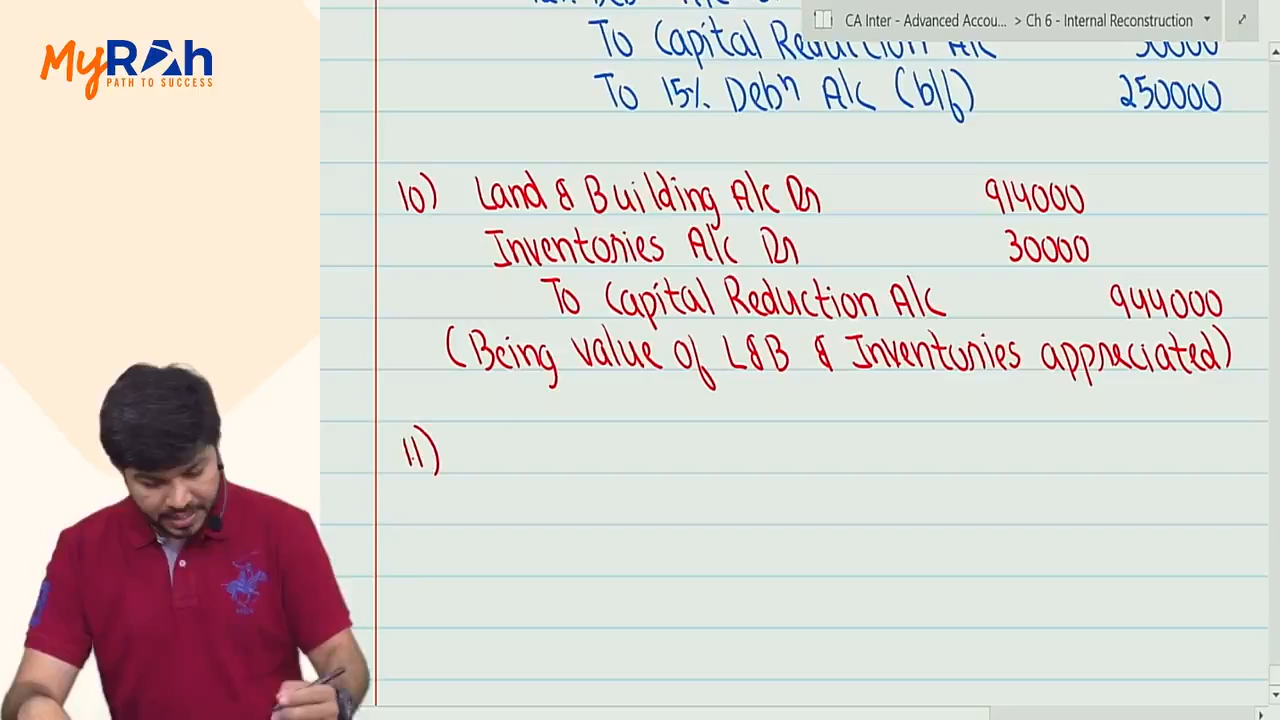 MyRAh
PATH TO SUCCESS
CA Inter - Advanced Accou... > Ch 6 - Internal Reconstruction
To Capital Reduction A/c 50000
To 15% Debn A/c (b/f) 250000
10) Land & Building A/c Dr 914000
Inventories A/c Dr 30000
To Capital Reduction A/c 944000
(Being value of L&B & Inventories appreciated)
11)